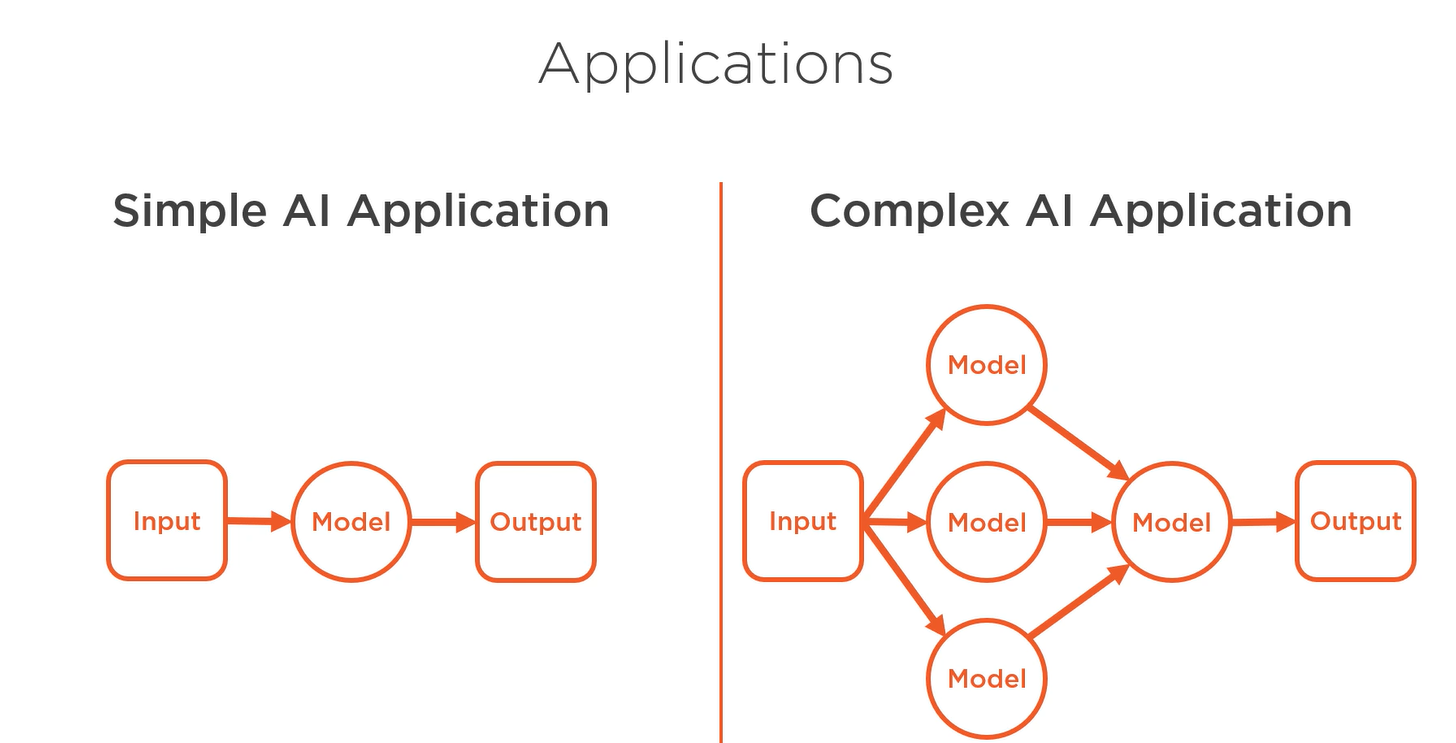 Applications
Simple AI Application
Input
Model
Output
Complex AI Application
Model
Input
Model
Model
Output
Model